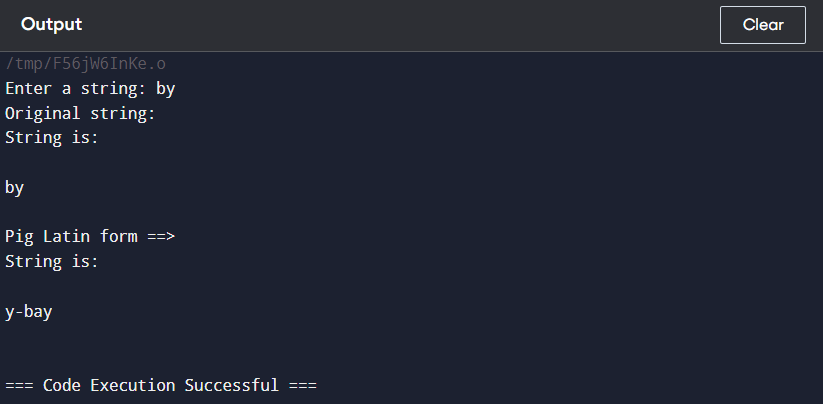 Output
Clear
/tmp/F56jW6InKe.o
Enter a string: by
Original string:
String is:
by
Pig Latin form ==>
String is:
y-bay
=== Code Execution Successful ===